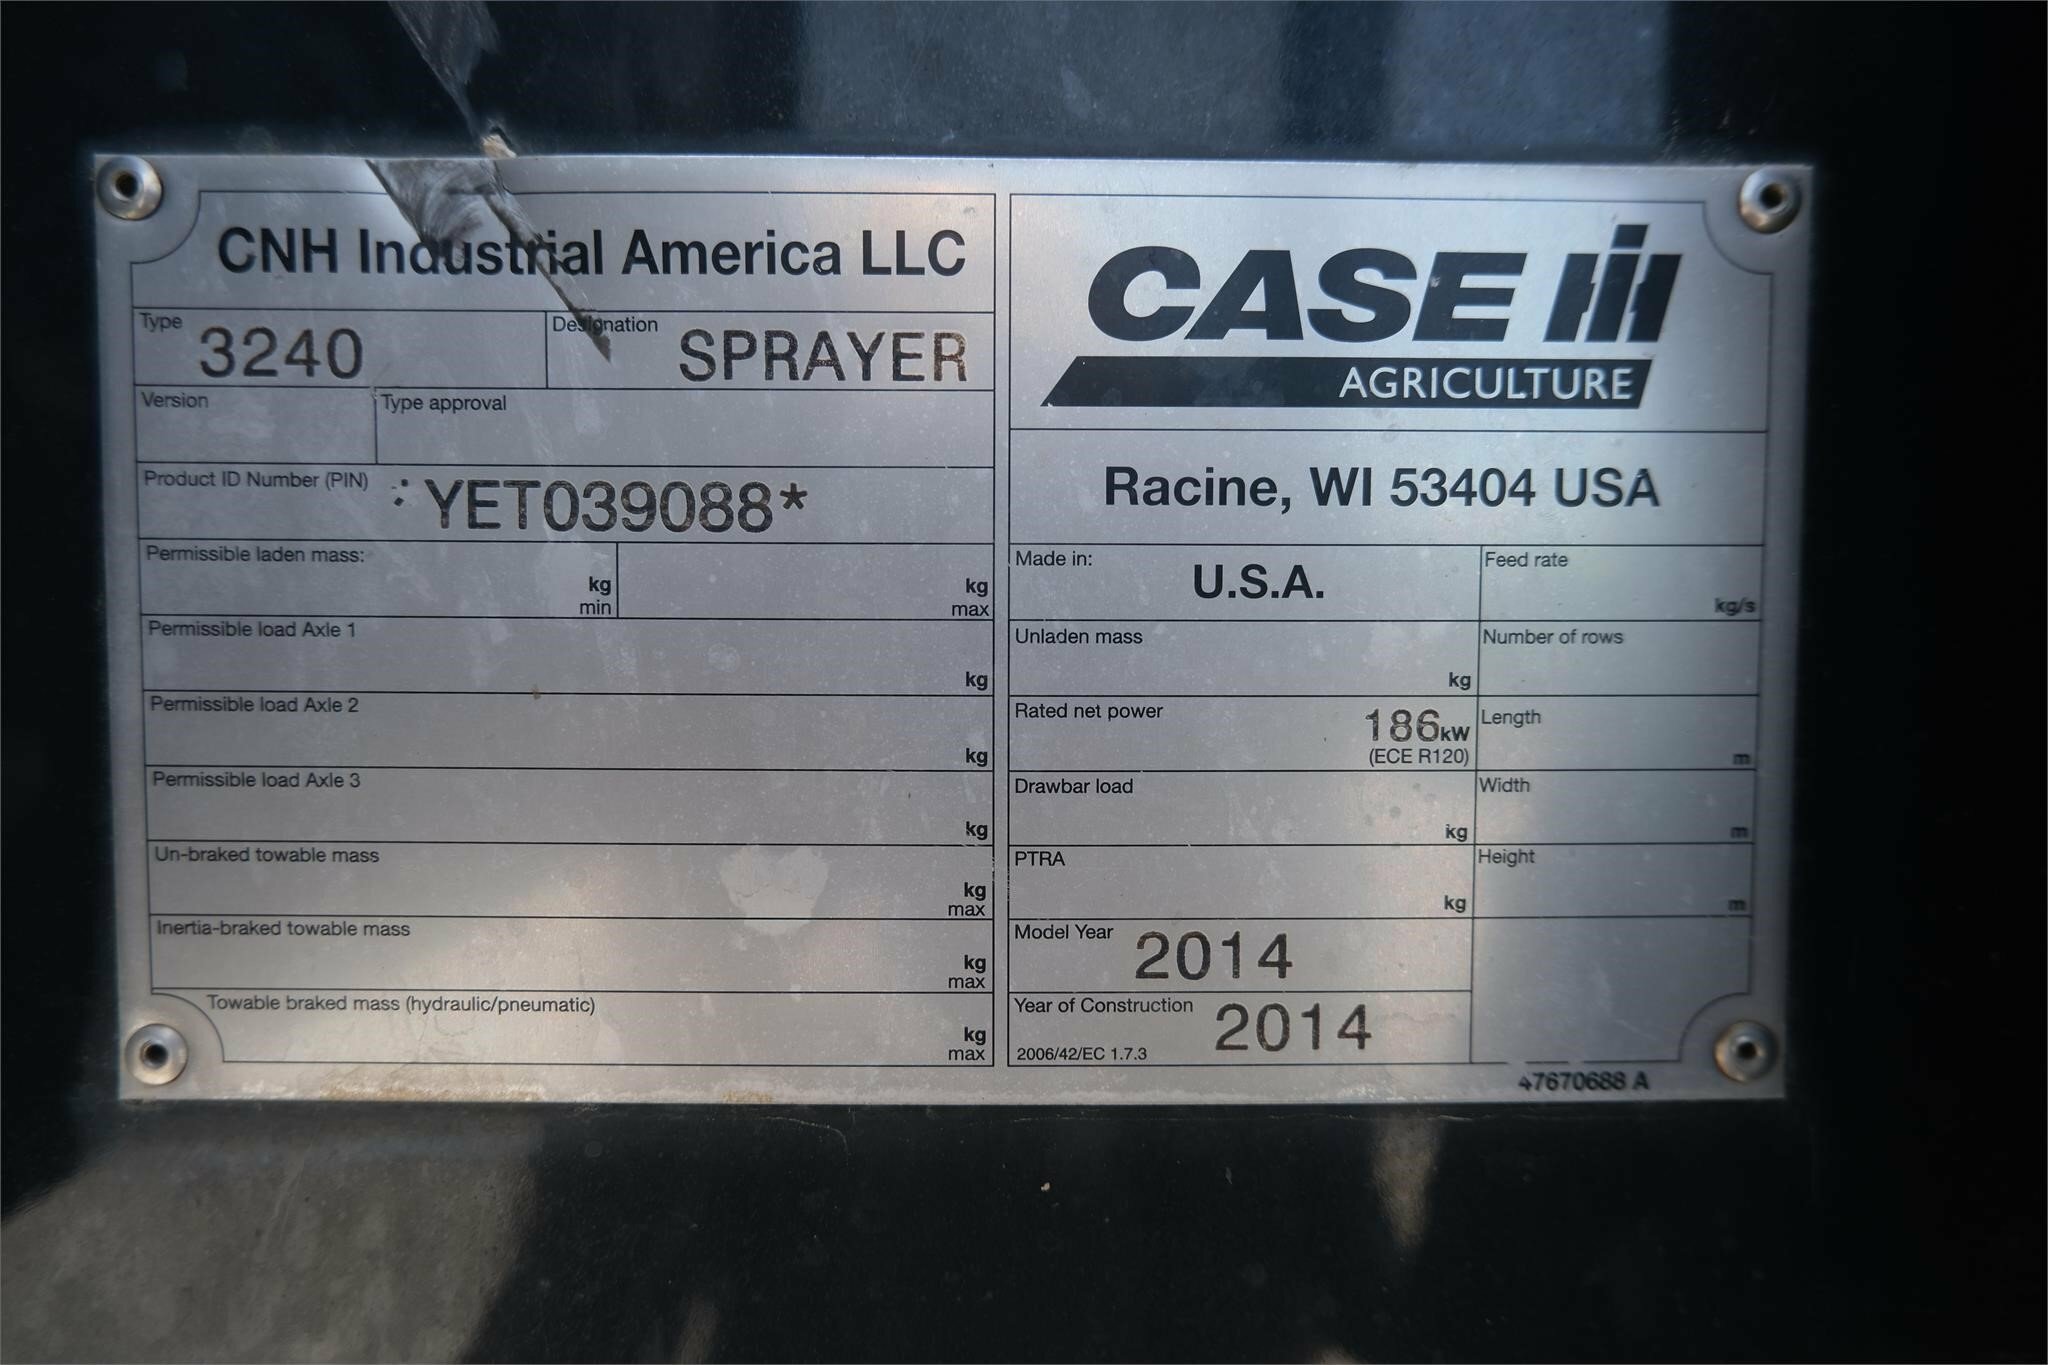 CNH Industrial America LLC
Type 3240
Designation SPRAYER
Version
Type approval
Product ID Number (PIN) *YET039088*
Permissible laden mass:
kg min
kg max
Permissible load Axle 1
kg
Permissible load Axle 2
kg
Permissible load Axle 3
kg
Un-braked towable mass
kg max
Inertia-braked towable mass
kg max
Towable braked mass (hydraulic/pneumatic)
kg max
CASE IH
AGRICULTURE
Racine, WI 53404 USA
Made in: U.S.A.
Feed rate
kg/s
Unladen mass
kg
Number of rows
Rated net power 186kW
(ECE R120)
Length
m
Drawbar load
kg
Width
m
PTRA
kg
Height
m
Model Year 2014
Year of Construction 2014
2006/42/EC 1.7.3
47670688 A